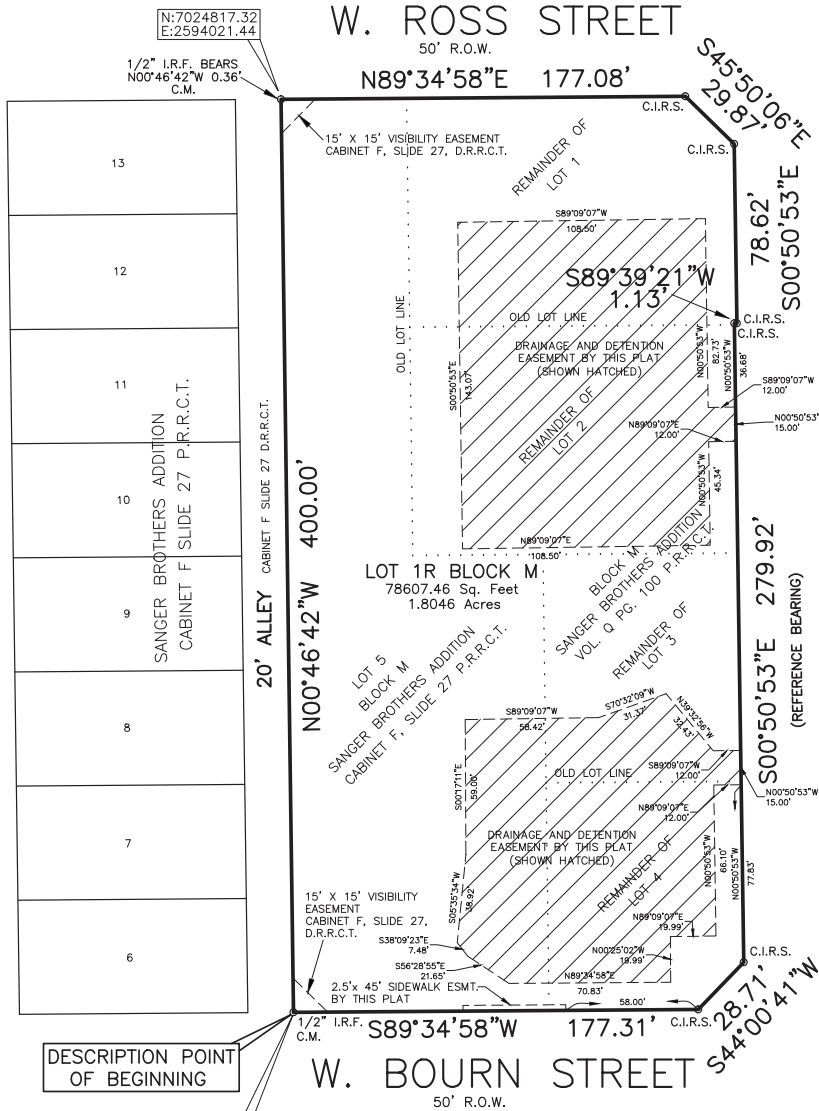 W. ROSS STREET
50' R.O.W.
N:7024817.32
E:2594021.44
1/2" I.R.F. BEARS
N00°46'42"W 0.36'
C.M.
N89°34'58"E 177.08'
S45°50'06"E
29.87'
C.I.R.S.
C.I.R.S.
15' X 15' VISIBILITY EASEMENT
CABINET F, SLIDE 27, D.R.R.C.T.
REMAINDER OF
LOT 1
78.62'
S00°50'53"E
13
12
11
10
9
8
7
6
SANGER BROTHERS ADDITION
CABINET F SLIDE 27 P.R.R.C.T.
20' ALLEY CABINET F SLIDE 27 D.R.R.C.T.
N00°46'42"W 400.00'
OLD LOT LINE
S89°09'07"W
108.50'
S89°39'21"W
1.13'
C.I.R.S.
C.I.R.S.
OLD LOT LINE
DRAINAGE AND DETENTION
EASEMENT BY THIS PLAT
(SHOWN HATCHED)
S00°50'53"E
143.07'
N00°50'53"W
82.73'
N00°50'53"W
36.68'
S89°09'07"W
12.00'
N00°50'53"
15.00'
N89°09'07"E
12.00'
REMAINDER OF
LOT 2
N00°50'53"W
45.34'
N89°09'07"E
108.50'
LOT 1R BLOCK M
78607.46 Sq. Feet
1.8046 Acres
BLOCK M
SANGER BROTHERS ADDITION
VOL. Q PG. 100 P.R.R.C.T.
S00°50'53"E 279.92'
(REFERENCE BEARING)
REMAINDER OF
LOT 3
LOT 5
BLOCK M
SANGER BROTHERS ADDITION
CABINET F, SLIDE 27 P.R.R.C.T.
S89°09'07"W
58.42'
S70°32'09"W
31.37'
N39°32'56"W
32.43'
S89°09'07"W
12.00'
OLD LOT LINE
N00°50'53"W
15.00'
N89°09'07"E
12.00'
S00°17'11"E
59.00'
DRAINAGE AND DETENTION
EASEMENT BY THIS PLAT
(SHOWN HATCHED)
REMAINDER OF
LOT 4
N00°50'53"W
66.10'
N00°50'53"W
77.83'
S05°35'34"W
38.92'
15' X 15' VISIBILITY
EASEMENT
CABINET F, SLIDE 27,
D.R.R.C.T.
S38°09'23"E
7.48'
S56°28'55"E
21.65'
N89°09'07"E
19.99'
N00°25'02"W
19.99'
N89°34'58"E
70.83'
2.5'x 45' SIDEWALK ESMT.
BY THIS PLAT
58.00'
C.I.R.S.
C.I.R.S.
28.71'
S44°00'41"W
1/2" I.R.F.
C.M.
S89°34'58"W 177.31'
DESCRIPTION POINT
OF BEGINNING
W. BOURN STREET
50' R.O.W.